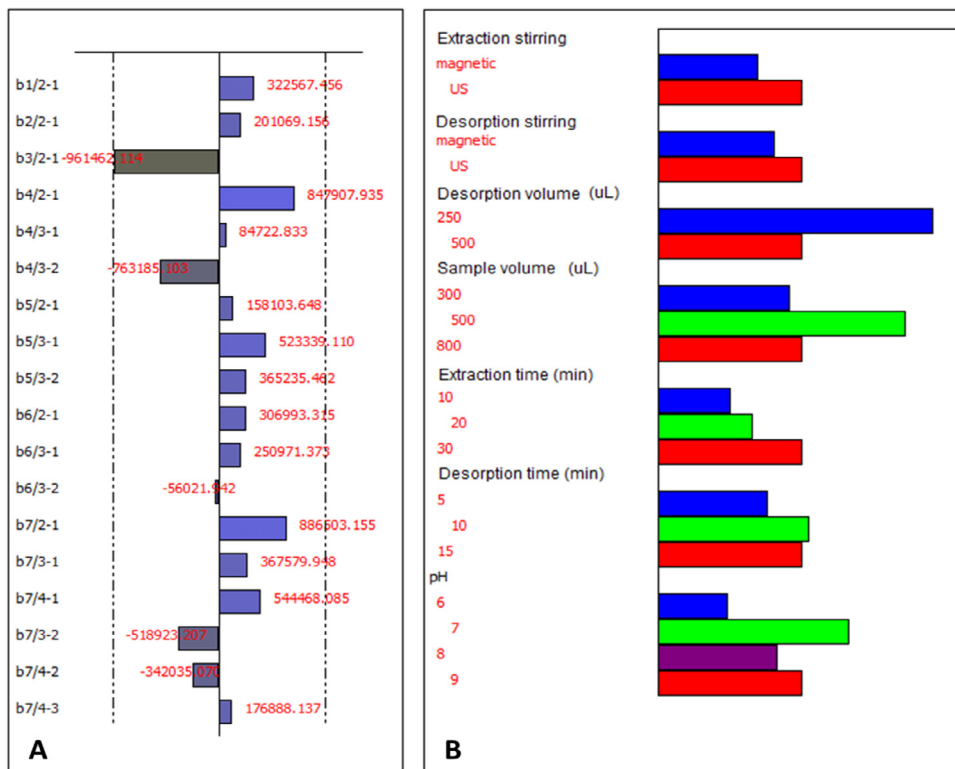 b1/2-1 322567.456
b2/2-1 201069.156
b3/2-1 -961462.114
b4/2-1 847907.935
b4/3-1 84722.833
b4/3-2 -763185.103
b5/2-1 158103.648
b5/3-1 523339.110
b5/3-2 365235.462
b6/2-1 306993.315
b6/3-1 250971.373
b6/3-2 -56021.942
b7/2-1 886503.155
b7/3-1 367579.948
b7/4-1 544468.085
b7/3-2 -518923.207
b7/4-2 -342035.070
b7/4-3 176888.137
A
Extraction stirring
magnetic
US
Desorption stirring
magnetic
US
Desorption volume (uL)
250
500
Sample volume (uL)
300
500
800
Extraction time (min)
10
20
30
Desorption time (min)
5
10
15
pH
6
7
8
9
B